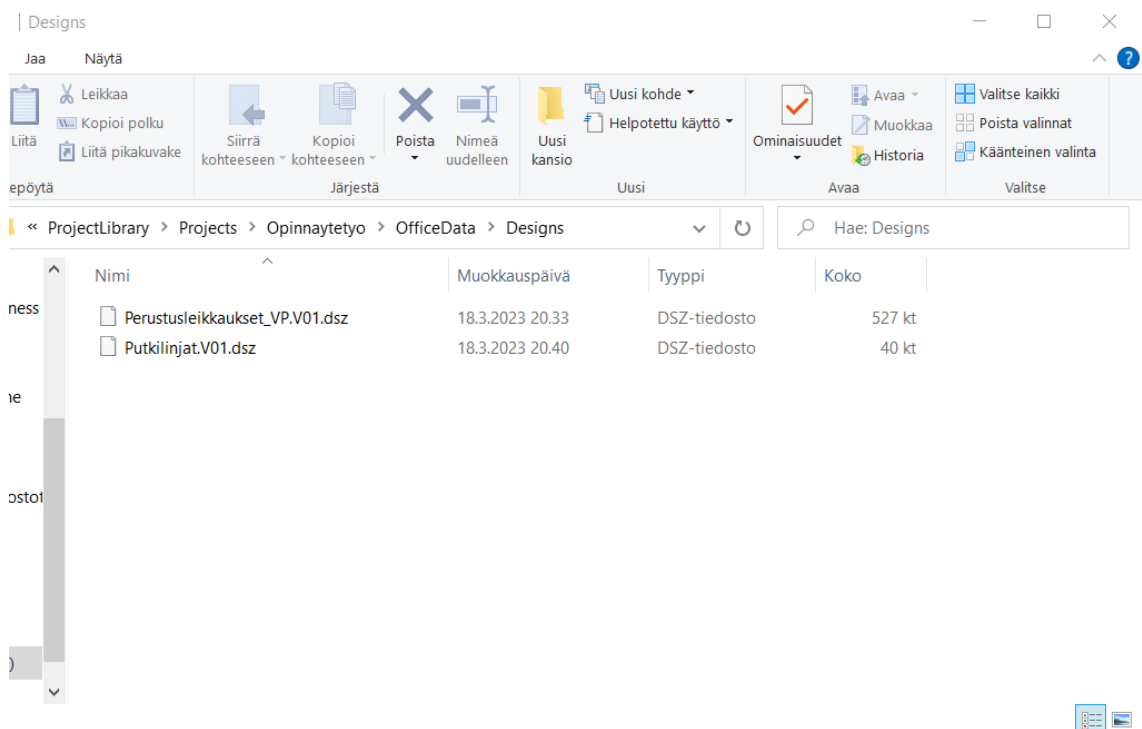 | Designs
Jaa Näytä
Leikkaa
Kopioi polku
Liitä pikakuvake
Liitä
Siirrä kohteeseen
Kopioi kohteeseen
Poista
Nimeä uudelleen
Uusi kansio
Uusi kohde
Helpotettu käyttö
Ominaisuudet
Avaa
Muokkaa
Historia
Valitse kaikki
Poista valinnat
Käänteinen valinta
epöytä Järjestä Uusi Avaa Valitse
« ProjectLibrary > Projects > Opinnaytetyo > OfficeData > Designs
Hae: Designs
Nimi Muokkauspäivä Tyyppi Koko
Perustusleikkaukset_VP.V01.dsz 18.3.2023 20.33 DSZ-tiedosto 527 kt
Putkilinjat.V01.dsz 18.3.2023 20.40 DSZ-tiedosto 40 kt
ness
ne
ostot
)